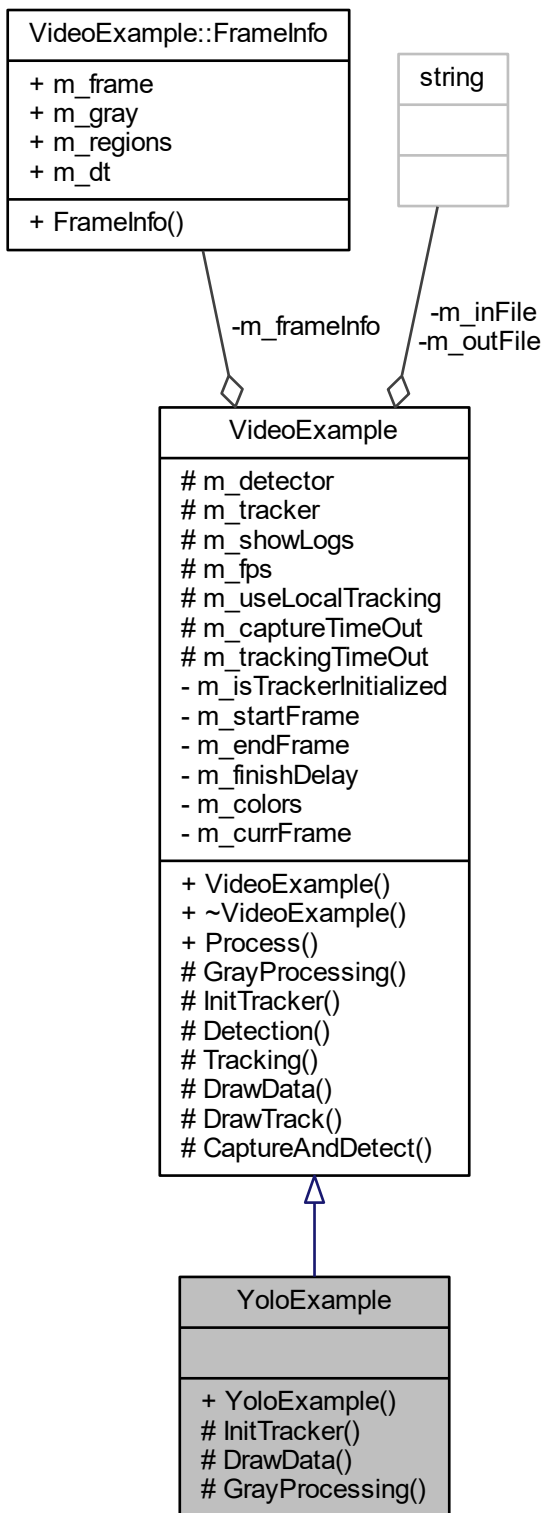 VideoExample::FrameInfo
+ m_frame
+ m_gray
+ m_regions
+ m_dt
+ FrameInfo()
string
-m_frameInfo
-m_inFile
-m_outFile
VideoExample
# m_detector
# m_tracker
# m_showLogs
# m_fps
# m_useLocalTracking
# m_captureTimeOut
# m_trackingTimeOut
- m_isTrackerInitialized
- m_startFrame
- m_endFrame
- m_finishDelay
- m_colors
- m_currFrame
+ VideoExample()
+ ~VideoExample()
+ Process()
# GrayProcessing()
# InitTracker()
# Detection()
# Tracking()
# DrawData()
# DrawTrack()
# CaptureAndDetect()
YoloExample
+ YoloExample()
# InitTracker()
# DrawData()
# GrayProcessing()